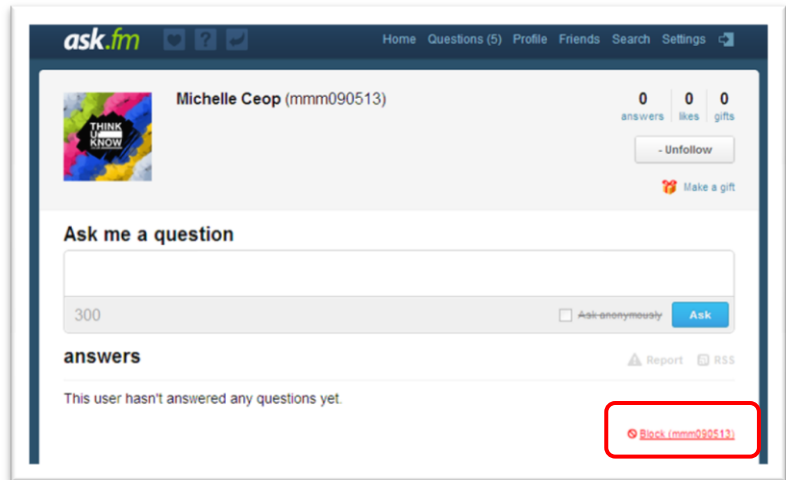 ask.fm ? Home Questions (5) Profile Friends Search Settings
Michelle Ceop (mmm090513)
0 0 0
answers likes gifts
THINK
U
KNOW
- Unfollow
Make a gift
Ask me a question
300 Ask anonymously Ask
answers Report RSS
This user hasn't answered any questions yet.
Block (mmm090513)